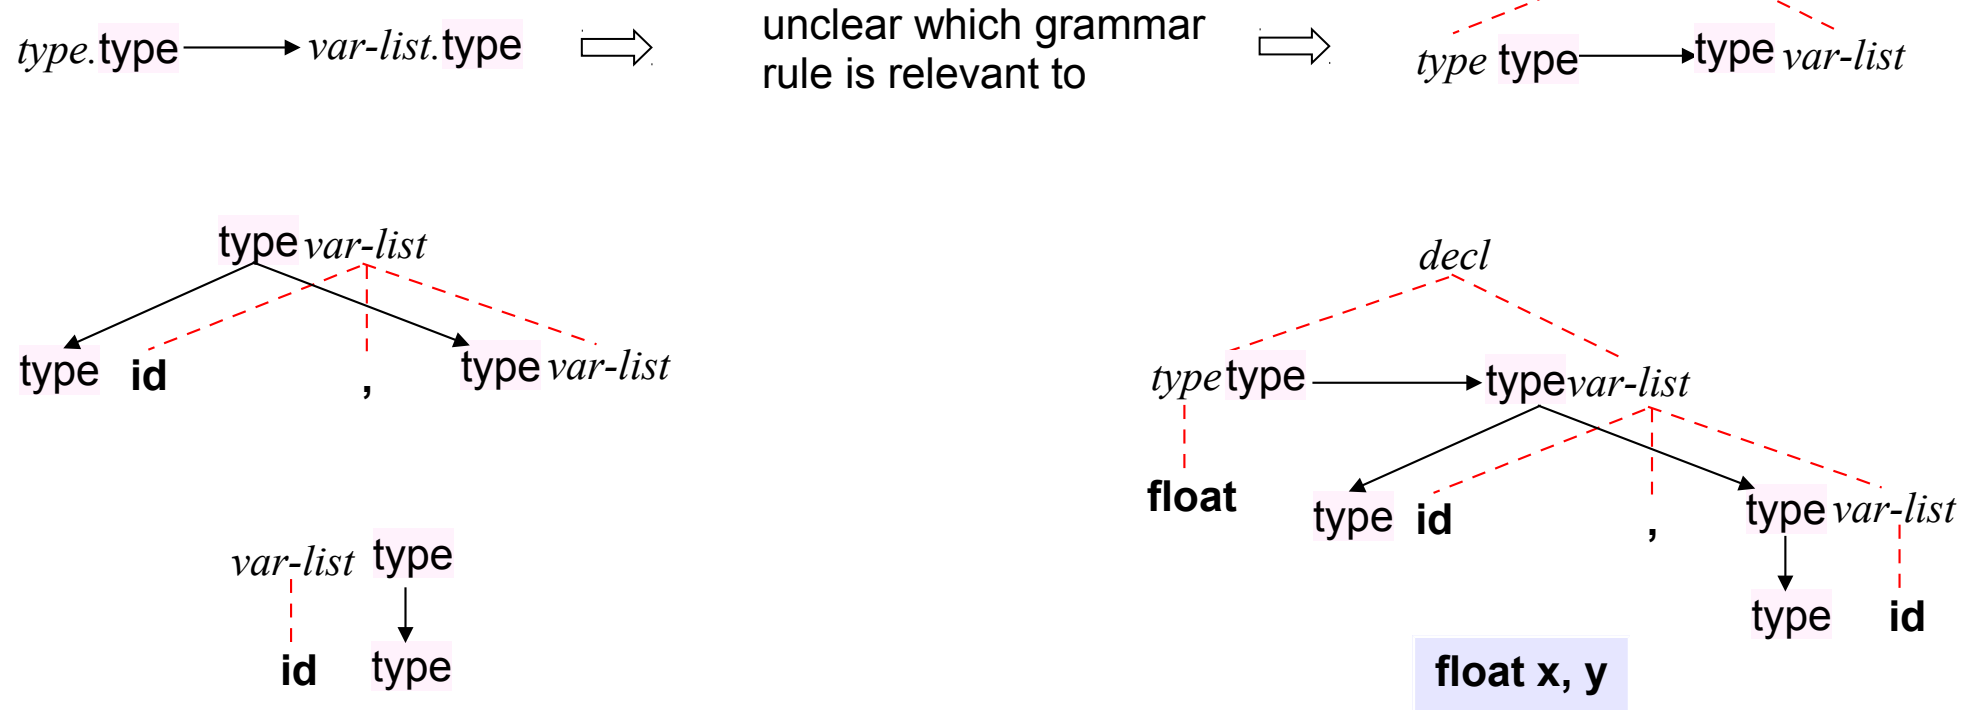 type.type var-list.type
unclear which grammar
rule is relevant to
type type type var-list
type var-list
type id , type var-list
var-list type
id type
decl
type type type var-list
float
type id , type var-list
type id
float x, y